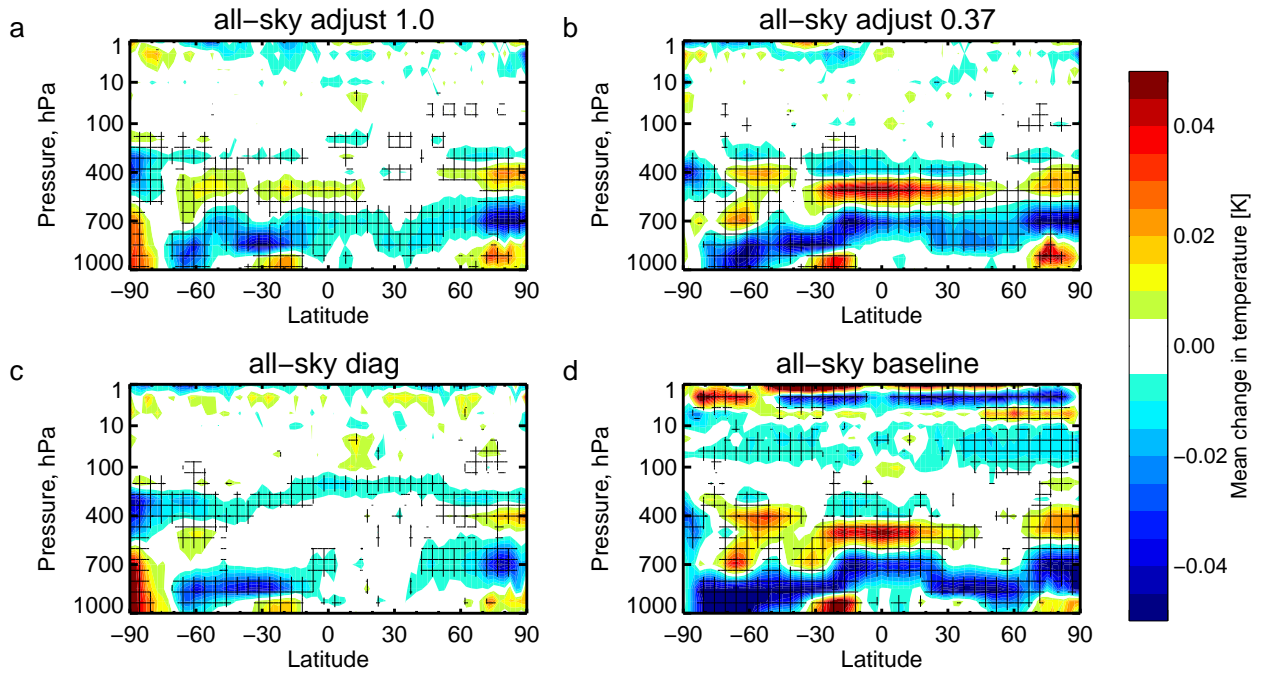 a
all−sky adjust 1.0
1
10
100
200
400
700
1000
Pressure, hPa
−90 −60 −30 0 30 60 90
Latitude
b
all−sky adjust 0.37
1
10
100
200
400
700
1000
Pressure, hPa
−90 −60 −30 0 30 60 90
Latitude
c
all−sky diag
1
10
100
200
400
700
1000
Pressure, hPa
−90 −60 −30 0 30 60 90
Latitude
d
all−sky baseline
1
10
100
200
400
700
1000
Pressure, hPa
−90 −60 −30 0 30 60 90
Latitude
0.04
0.02
0.00
−0.02
−0.04
Mean change in temperature [K]